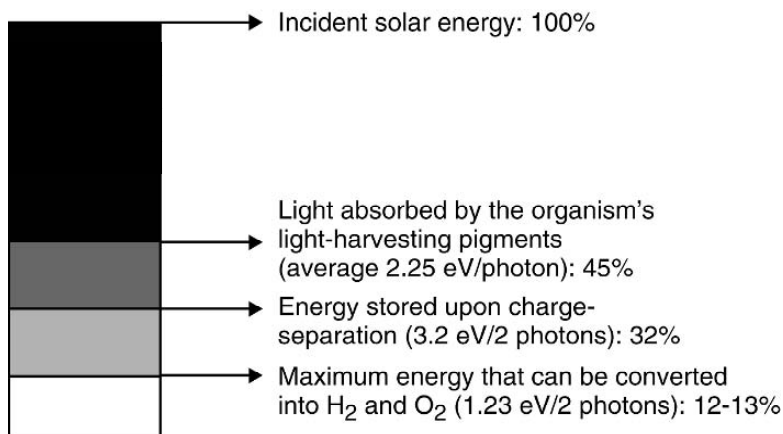 Incident solar energy: 100%
Light absorbed by the organism's
light-harvesting pigments
(average 2.25 eV/photon): 45%
Energy stored upon charge-
separation (3.2 eV/2 photons): 32%
Maximum energy that can be converted
into H2 and O2 (1.23 eV/2 photons): 12-13%